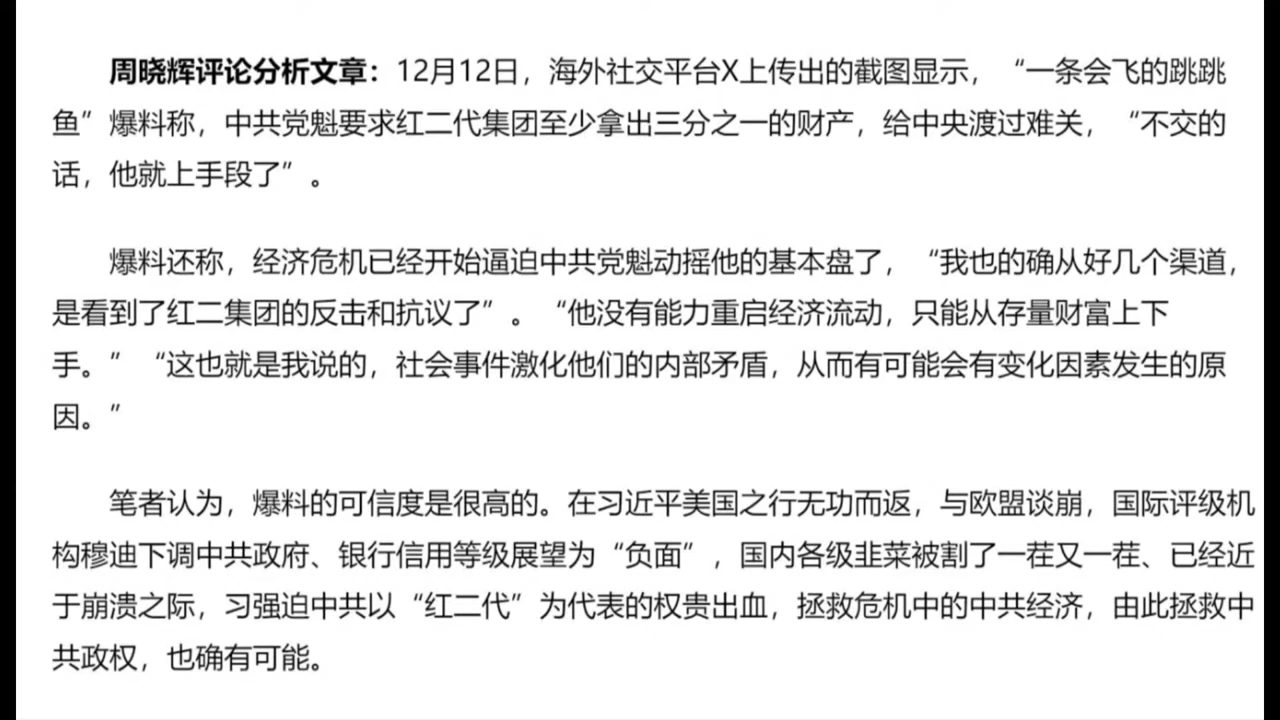 周晓辉评论分析文章：12月12日，海外社交平台X上传出的截图显示，“一条会飞的跳跳
鱼”爆料称，中共党魁要求红二代集团至少拿出三分之一的财产，给中央渡过难关，“不交的
话，他就上手段了”。
爆料还称，经济危机已经开始逼迫中共党魁动摇他的基本盘了，“我也的确从好几个渠道，
是看到了红二集团的反击和抗议了”。“他没有能力重启经济流动，只能从存量财富上下
手。”“这也就是我说的，社会事件激化他们的内部矛盾，从而有可能会有变化因素发生的原
因。”
笔者认为，爆料的可信度是很高的。在习近平美国之行无功而返，与欧盟谈崩，国际评级机
构穆迪下调中共政府、银行信用等级展望为“负面”，国内各级韭菜被割了一茬又一茬、已经近
于崩溃之际，习强迫中共以“红二代”为代表的权贵出血，拯救危机中的中共经济，由此拯救中
共政权，也确有可能。